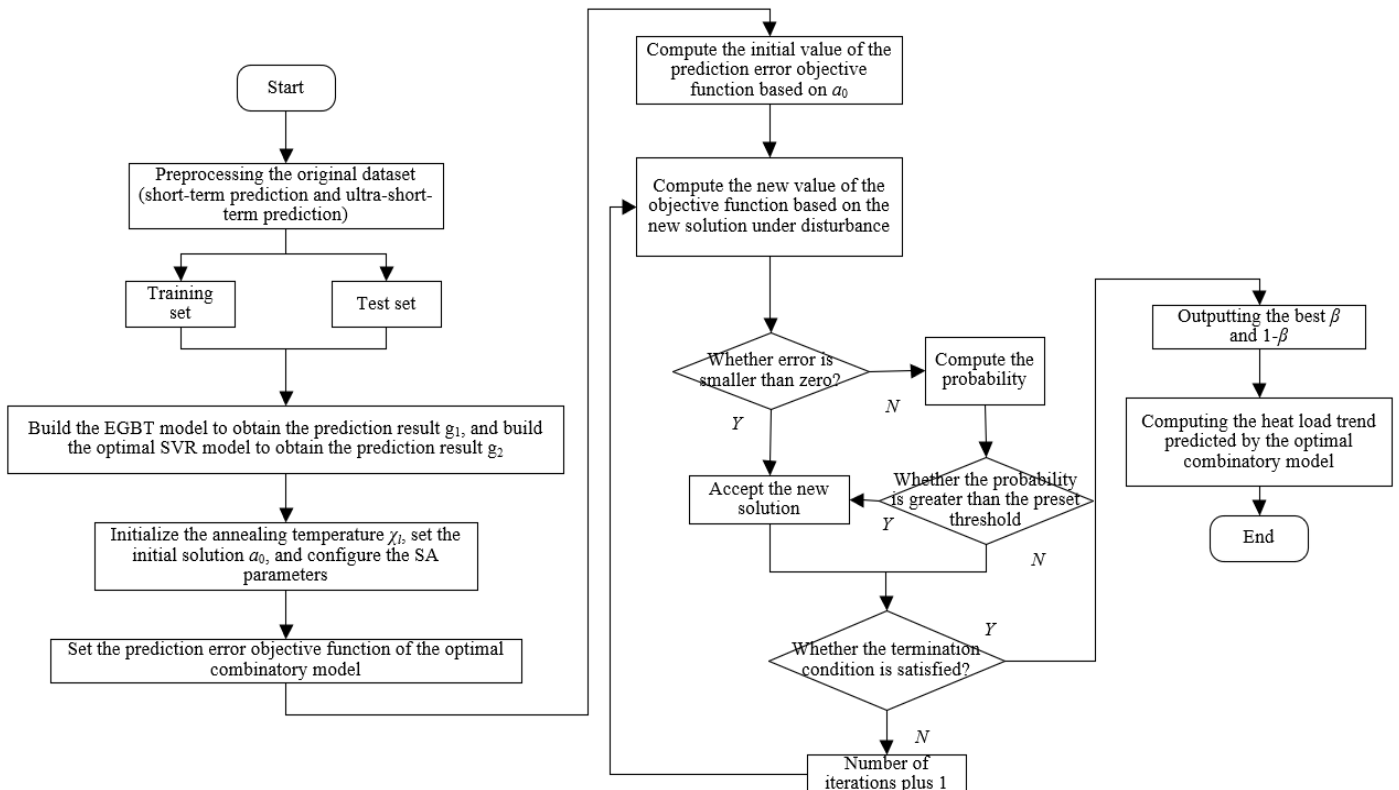 Start
Preprocessing the original dataset
(short-term prediction and ultra-short-
term prediction)
Training
set
Test set
Build the EGBT model to obtain the prediction result g₁, and build
the optimal SVR model to obtain the prediction result g₂
Initialize the annealing temperature χₗ, set the
initial solution a₀, and configure the SA
parameters
Set the prediction error objective function of the optimal
combinatory model
Compute the initial value of the
prediction error objective
function based on a₀
Compute the new value of the
objective function based on the
new solution under disturbance
Whether error is
smaller than zero?
Y
N
Compute the
probability
Accept the new
solution
Whether the probability
is greater than the preset
threshold
Y
N
Whether the termination
condition is satisfied?
Y
N
Number of
iterations plus 1
Outputting the best β
and 1-β
Computing the heat load trend
predicted by the optimal
combinatory model
End